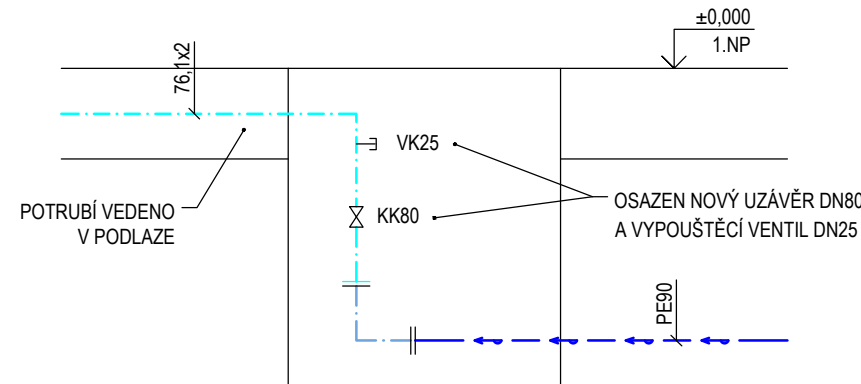 ±0,000
1.NP
76,1x2
VK25
POTRUBÍ VEDENO
V PODLAZE
KK80
OSAZEN NOVÝ UZÁVĚR DN80
A VYPOUŠTĚCÍ VENTIL DN25
PE90